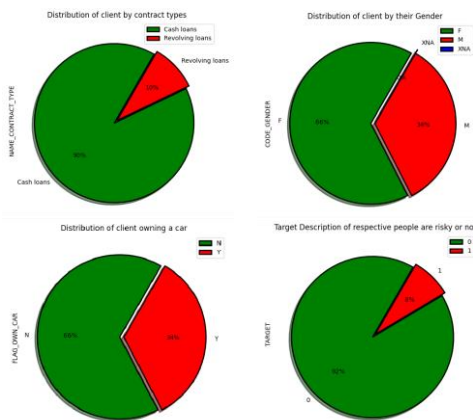 Distribution of client by contract types
Cash loans
Revolving loans
Revolving loans
10%
NAME_CONTRACT_TYPE
90%
Cash loans
Distribution of client by their Gender
F
M
XNA
XNA
CODE_GENDER
F
66%
34%
M
Distribution of client owning a car
N
Y
FLAG_OWN_CAR
N
66%
34%
Y
Target Description of respective people are risky or no
0
1
1
8%
TARGET
92%
0